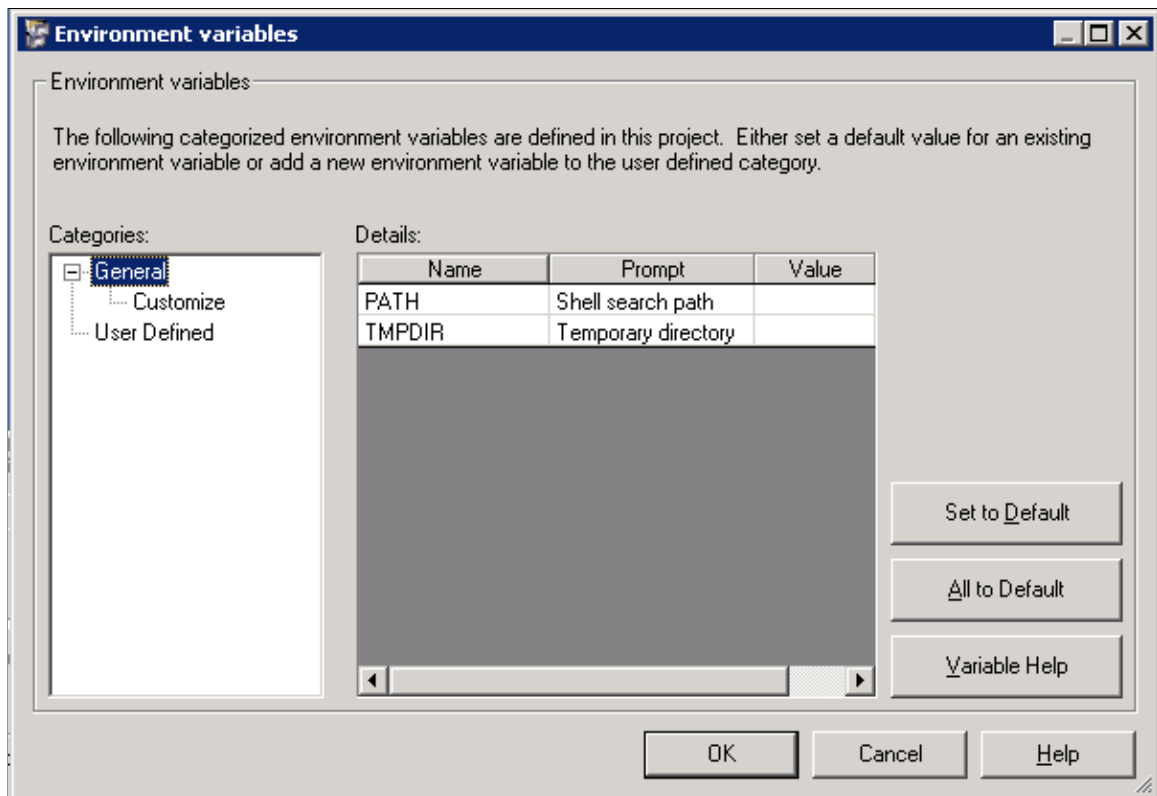 Environment variables
Environment variables
The following categorized environment variables are defined in this project.  Either set a default value for an existing
environment variable or add a new environment variable to the user defined category.
Categories:
Details:
General
Customize
User Defined
Name Prompt Value
PATH Shell search path
TMPDIR Temporary directory
Set to Default
All to Default
Variable Help
OK Cancel Help